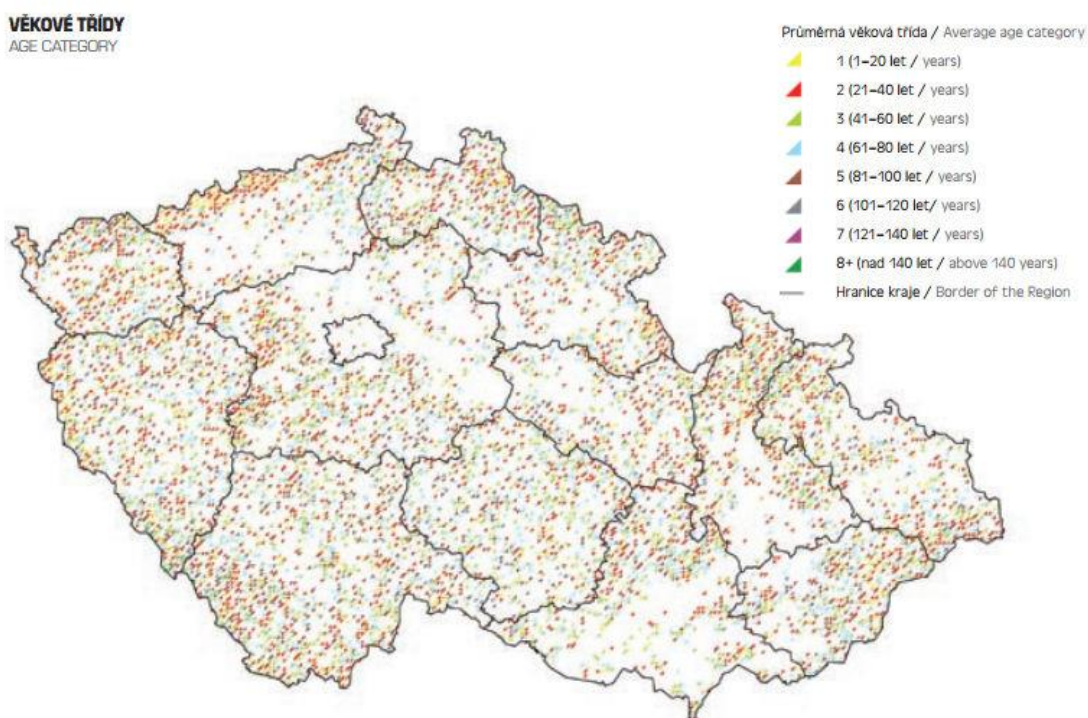 VĚKOVÉ TŘÍDY
AGE CATEGORY
Průměrná věková třída / Average age category
1 (1–20 let / years)
2 (21–40 let / years)
3 (41–60 let / years)
4 (61–80 let / years)
5 (81–100 let / years)
6 (101–120 let/ years)
7 (121–140 let / years)
8+ (nad 140 let / above 140 years)
Hranice kraje / Border of the Region